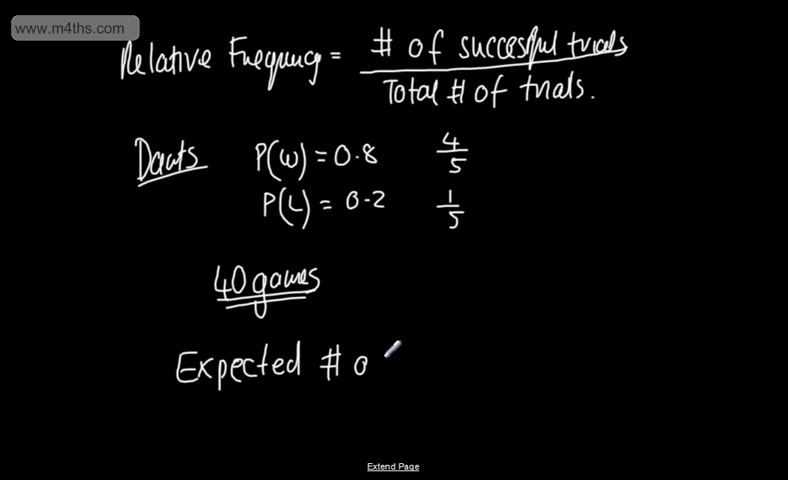 www.m4ths.com
Relative Frequency = # of successful trials
Total # of trials.
Darts P(W) = 0.8 4/5
P(L) = 0.2 1/5
40 games
Expected # o
Extend Page